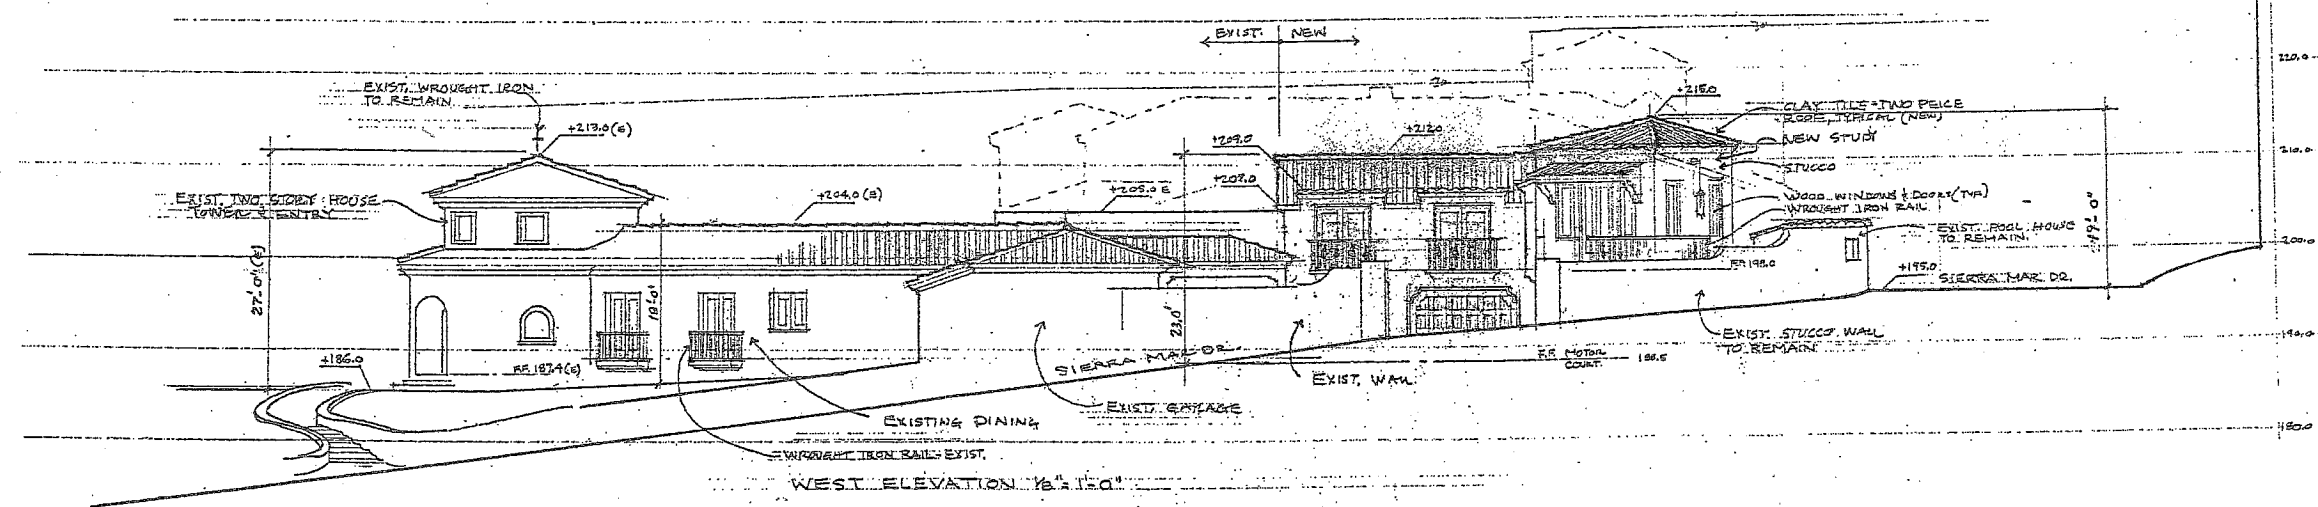 EXIST. NEW
220.0
EXIST. WROUGHT IRON
TO REMAIN
+213.0 (E)
+215.0
CLAY TILE-TWO PEICE
ROOF, TYPICAL (NEW)
NEW STUDY
STUCCO
+212.0
+209.0
210.0
+207.0
EXIST. TWO STORY HOUSE
TOWER & ENTRY
+204.0 (E)
+205.0 E
WOOD WINDOWS & DOORS (TYP.)
WROUGHT IRON RAIL
EXIST. POOL HOUSE
TO REMAIN.
19'-0"
200.0
27'-0" (E)
18'-0"
23.0'
F.F. 198.0
+195.0
SIERRA MAR DR.
EXIST. STUCCO WALL
TO REMAIN
190.0
+186.0
F.F. 187.4 (E)
SIERRA MAR DR.
F.F. MOTOR
COURT.
188.5
EXIST. WALL
EXIST. GARAGE
EXISTING DINING
WROUGHT IRON RAIL-EXIST.
180.0
WEST ELEVATION 1/8"=1'-0"